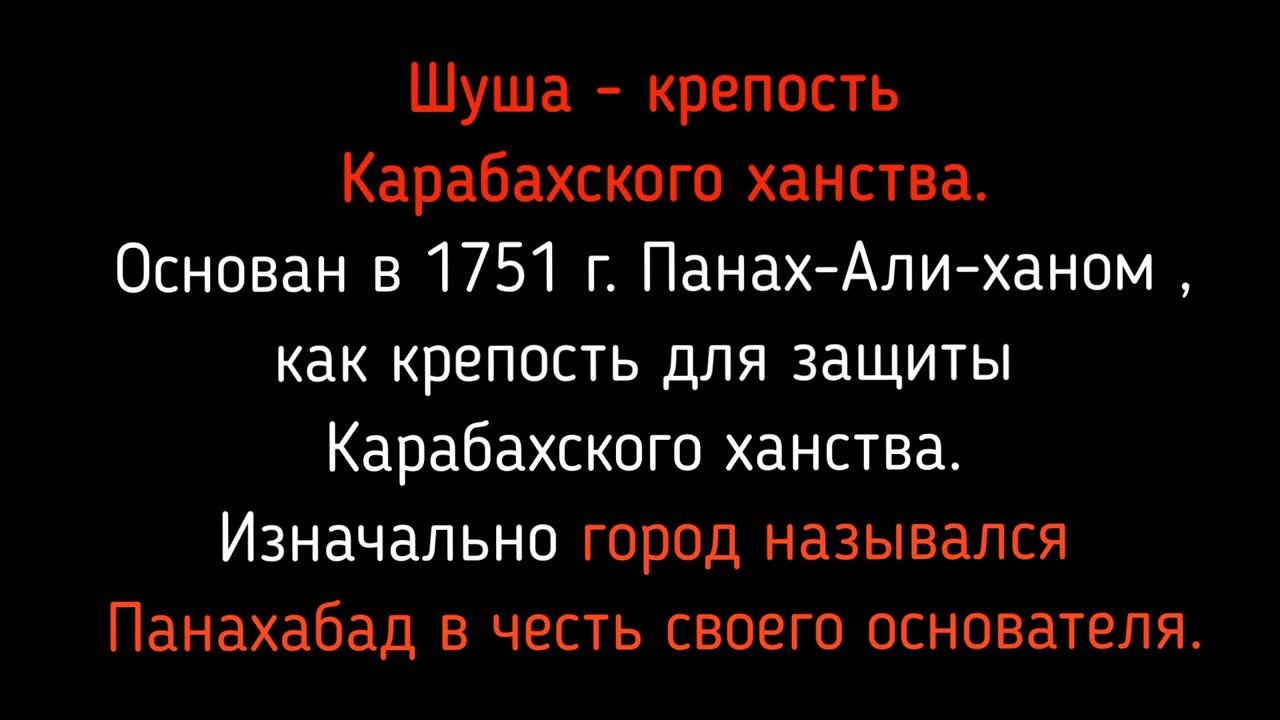 Шуша - крепость
Карабахского ханства.
Основан в 1751 г. Панах-Али-ханом ,
как крепость для защиты
Карабахского ханства.
Изначально город назывался
Панахабад в честь своего основателя.